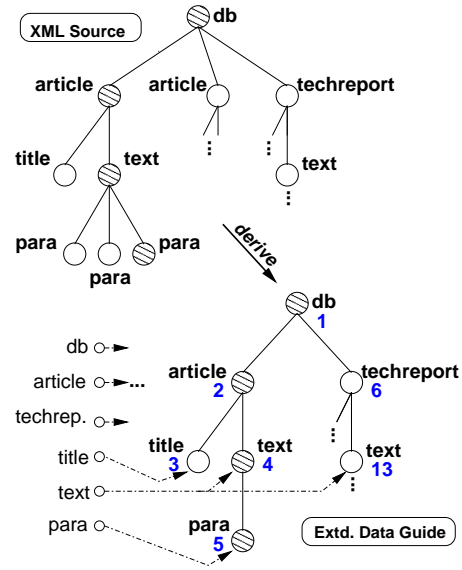 XML Source
db
article
article
techreport
title
text
text
para
para
para
derive
db
1
db
article
techreport
article ...
2
6
techrep.
title
text
text
title
3
4
13
text
para
para
5
Extd. Data Guide